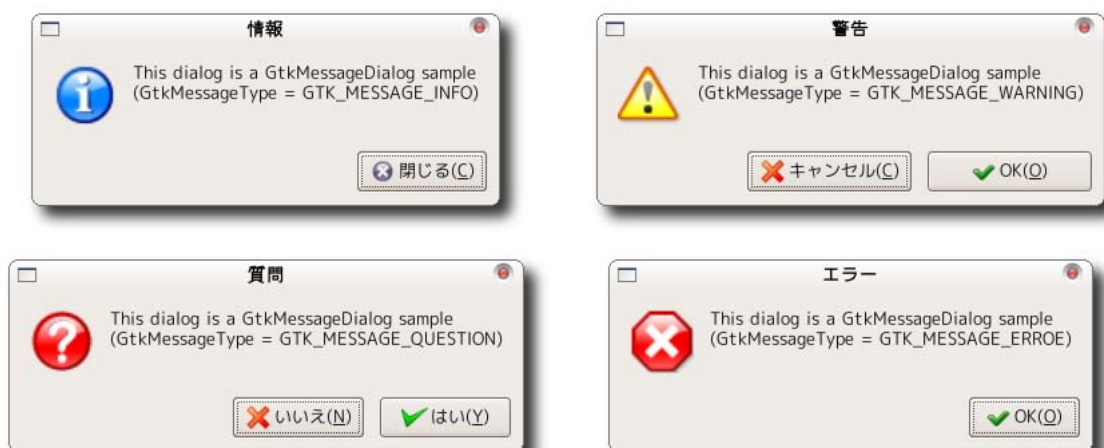 情報
This dialog is a GtkMessageDialog sample
(GtkMessageType = GTK_MESSAGE_INFO)
閉じる(C)
警告
This dialog is a GtkMessageDialog sample
(GtkMessageType = GTK_MESSAGE_WARNING)
キャンセル(C)
OK(O)
質問
This dialog is a GtkMessageDialog sample
(GtkMessageType = GTK_MESSAGE_QUESTION)
いいえ(N)
はい(Y)
エラー
This dialog is a GtkMessageDialog sample
(GtkMessageType = GTK_MESSAGE_ERROE)
OK(O)